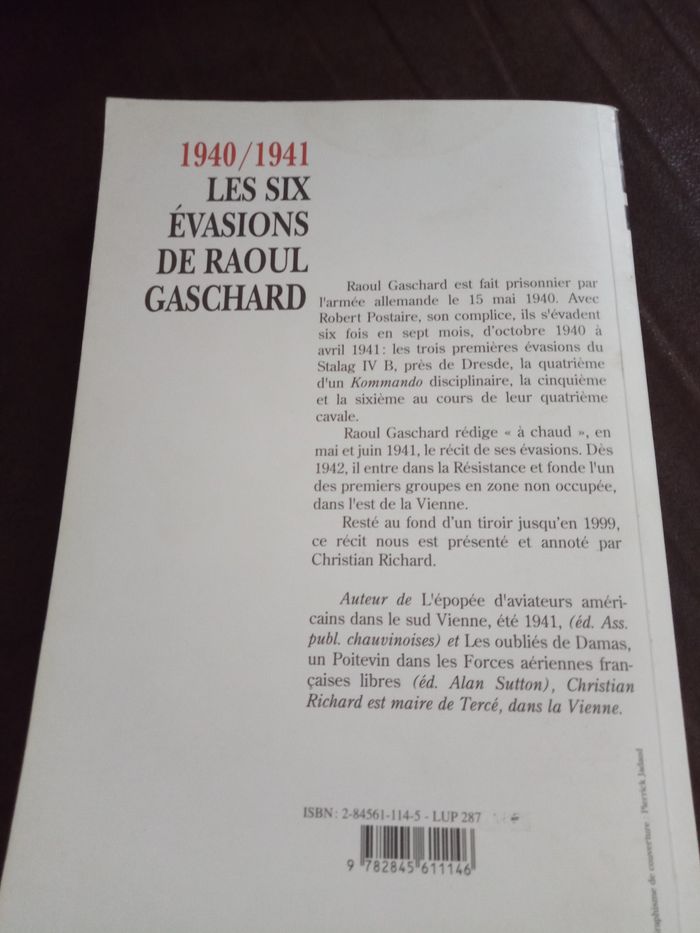 1940/1941
LES SIX
ÉVASIONS
DE RAOUL
GASCHARD
Raoul Gaschard est fait prisonnier par
l'armée allemande le 15 mai 1940. Avec
Robert Postaire, son complice, ils s'évadent
six fois en sept mois, d'octobre 1940 à
avril 1941 : les trois premières évasions du
Stalag IV B, près de Dresde, la quatrième
d'un Kommando disciplinaire, la cinquième
et la sixième au cours de leur quatrième
cavale.
Raoul Gaschard rédige « à chaud », en
mai et juin 1941, le récit de ses évasions. Dès
1942, il entre dans la Résistance et fonde l'un
des premiers groupes en zone non occupée,
dans l'est de la Vienne.
Resté au fond d'un tiroir jusqu'en 1999,
ce récit nous est présenté et annoté par
Christian Richard.
Auteur de L'épopée d'aviateurs améri-
cains dans le sud Vienne, été 1941, (éd. Ass.
publ. chauvinoises) et Les oubliés de Damas,
un Poitevin dans les Forces aériennes fran-
çaises libres (éd. Alan Sutton), Christian
Richard est maire de Tercé, dans la Vienne.
ISBN : 2-84561-114-5 - LUP 287
9 782845 611146
graphisme de couverture : Pierrick Jadaud